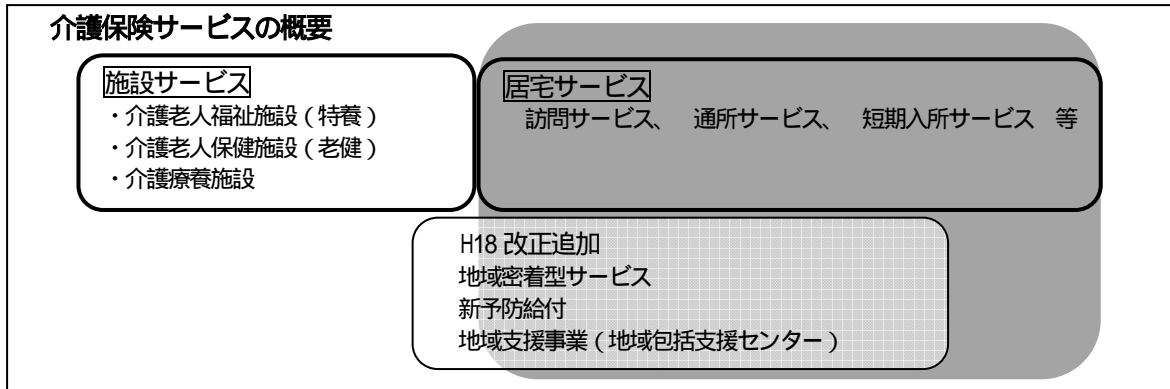 介護保険サービスの概要
施設サービス
・介護老人福祉施設（特養）
・介護老人保健施設（老健）
・介護療養施設
居宅サービス
訪問サービス、 通所サービス、 短期入所サービス 等
H18 改正追加
地域密着型サービス
新予防給付
地域支援事業（地域包括支援センター）